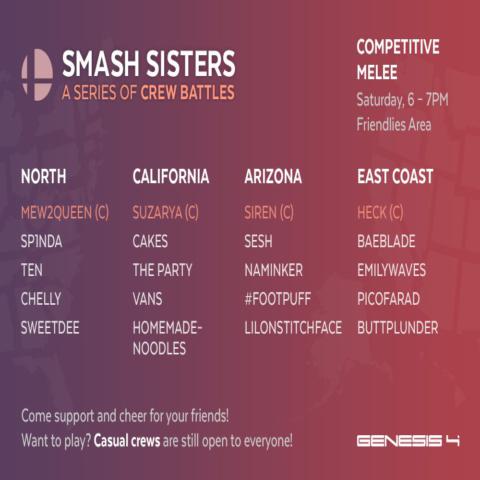 SMASH SISTERS
A SERIES OF CREW BATTLES
COMPETITIVE
MELEE
Saturday, 6 - 7PM
Friendlies Area
NORTH
MEW2QUEEN (C)
SP1NDA
TEN
CHELLY
SWEETDEE
CALIFORNIA
SUZARYA (C)
CAKES
THE PARTY
VANS
HOMEMADE-
NOODLES
ARIZONA
SIREN (C)
SESH
NAMINKER
#FOOTPUFF
LILONSTITCHFACE
EAST COAST
HECK (C)
BAEBLADE
EMILYWAVES
PICOFARAD
BUTTPLUNDER
Come support and cheer for your friends!
Want to play? Casual crews are still open to everyone!
GENESIS 4